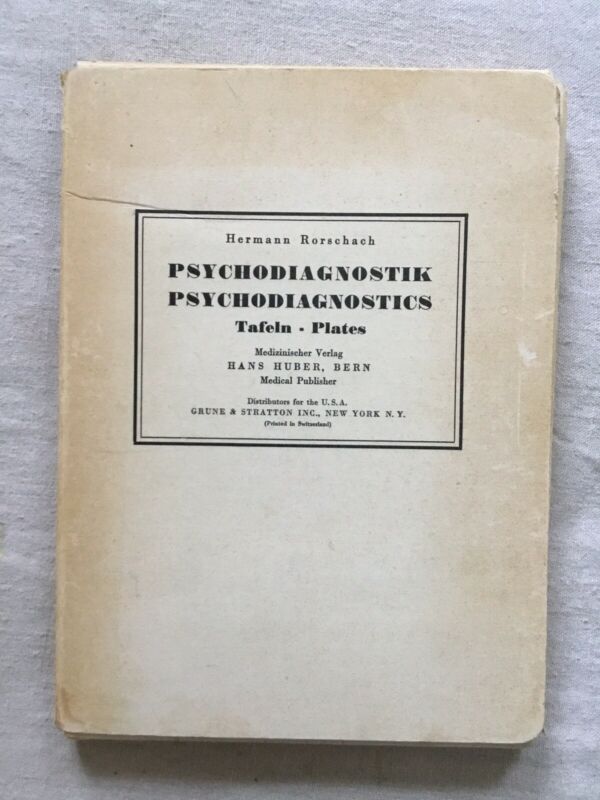 Hermann Rorschach
PSYCHODIAGNOSTIK
PSYCHODIAGNOSTICS
Tafeln - Plates
Medizinischer Verlag
HANS HUBER, BERN
Medical Publisher
Distributors for the U.S.A.
GRUNE & STRATTON INC., NEW YORK N.Y.
(Printed in Switzerland)